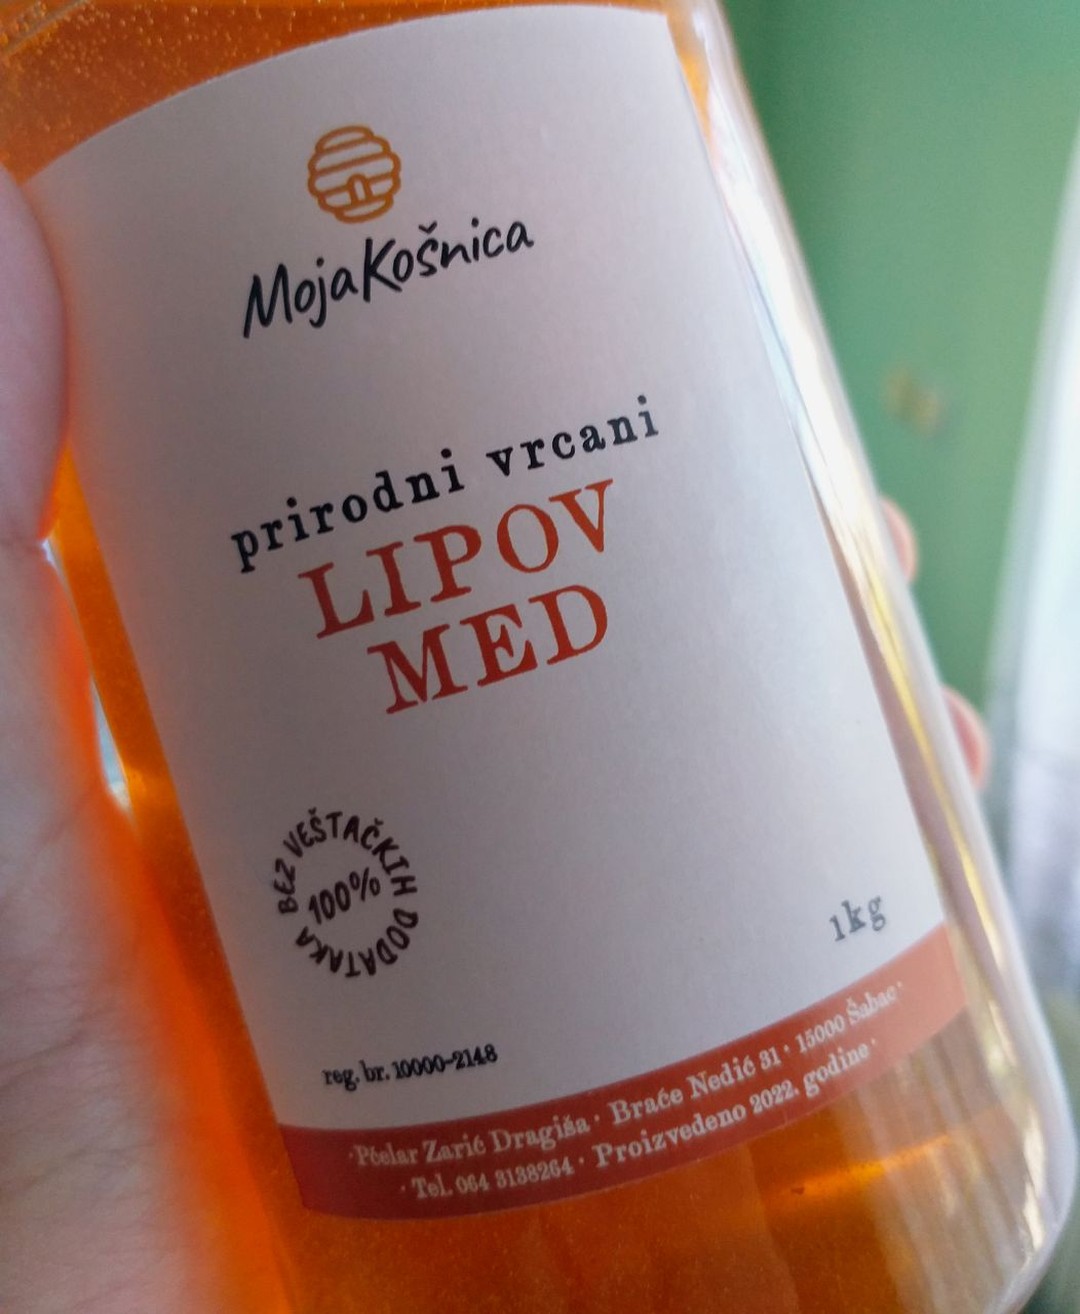 MojaKošnica
prirodni vrcani
LIPOV
MED
BEZ VEŠTAČKIH DODATAKA
100%
1kg
reg. br. 10000-2148
·Pčelar Zarić Dragiša · Braće Nedić 31 · 15000 Šabac·
· Tel. 064 3138264 · Proizvedeno 2022. godine ·